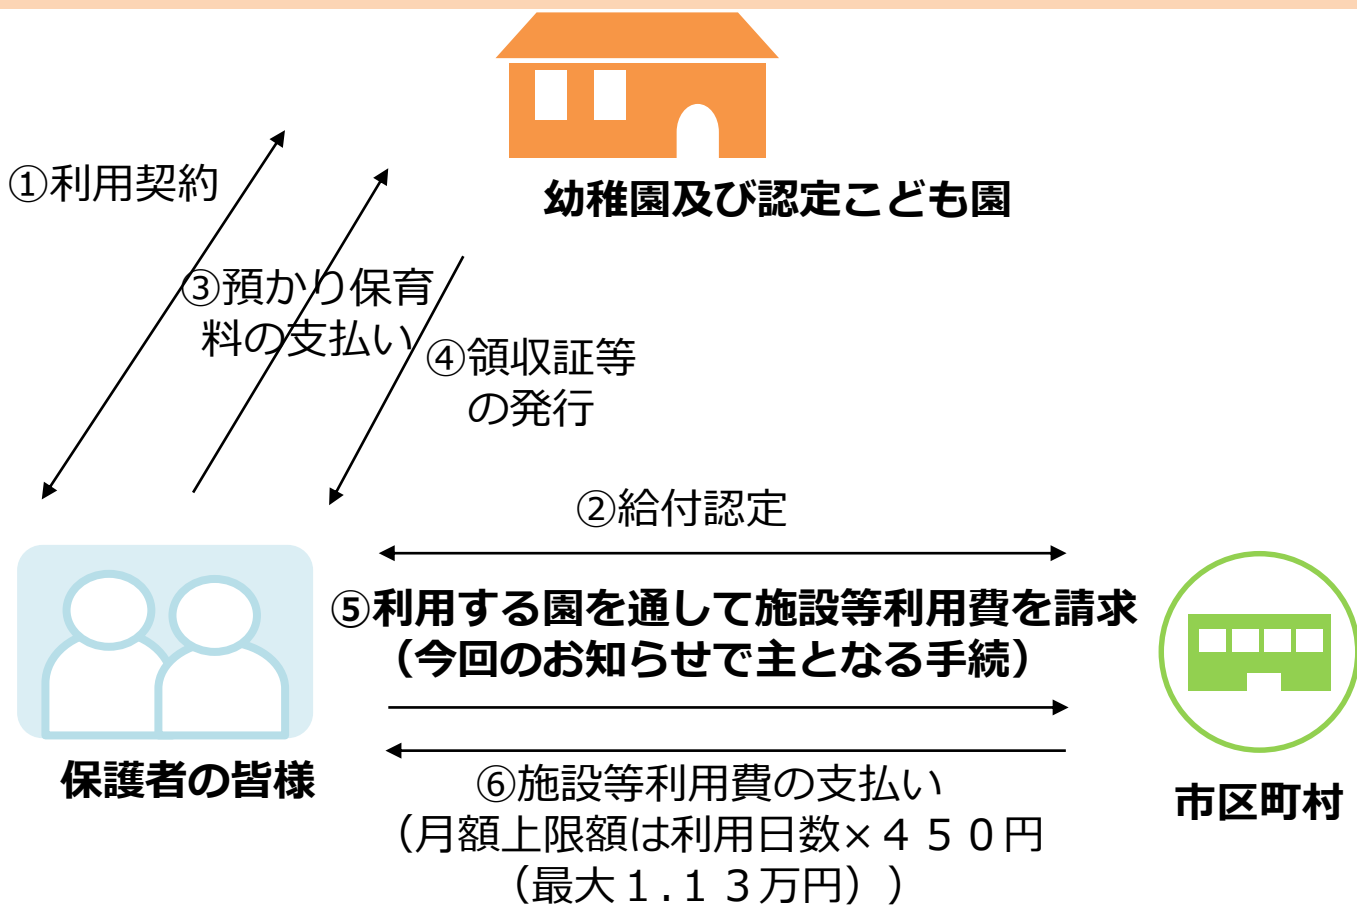 ①利用契約
幼稚園及び認定こども園
③預かり保育
料の支払い
④領収証等
の発行
②給付認定
⑤利用する園を通して施設等利用費を請求
（今回のお知らせで主となる手続）
保護者の皆様
⑥施設等利用費の支払い
（月額上限額は利用日数×４５０円
（最大１.１３万円））
市区町村